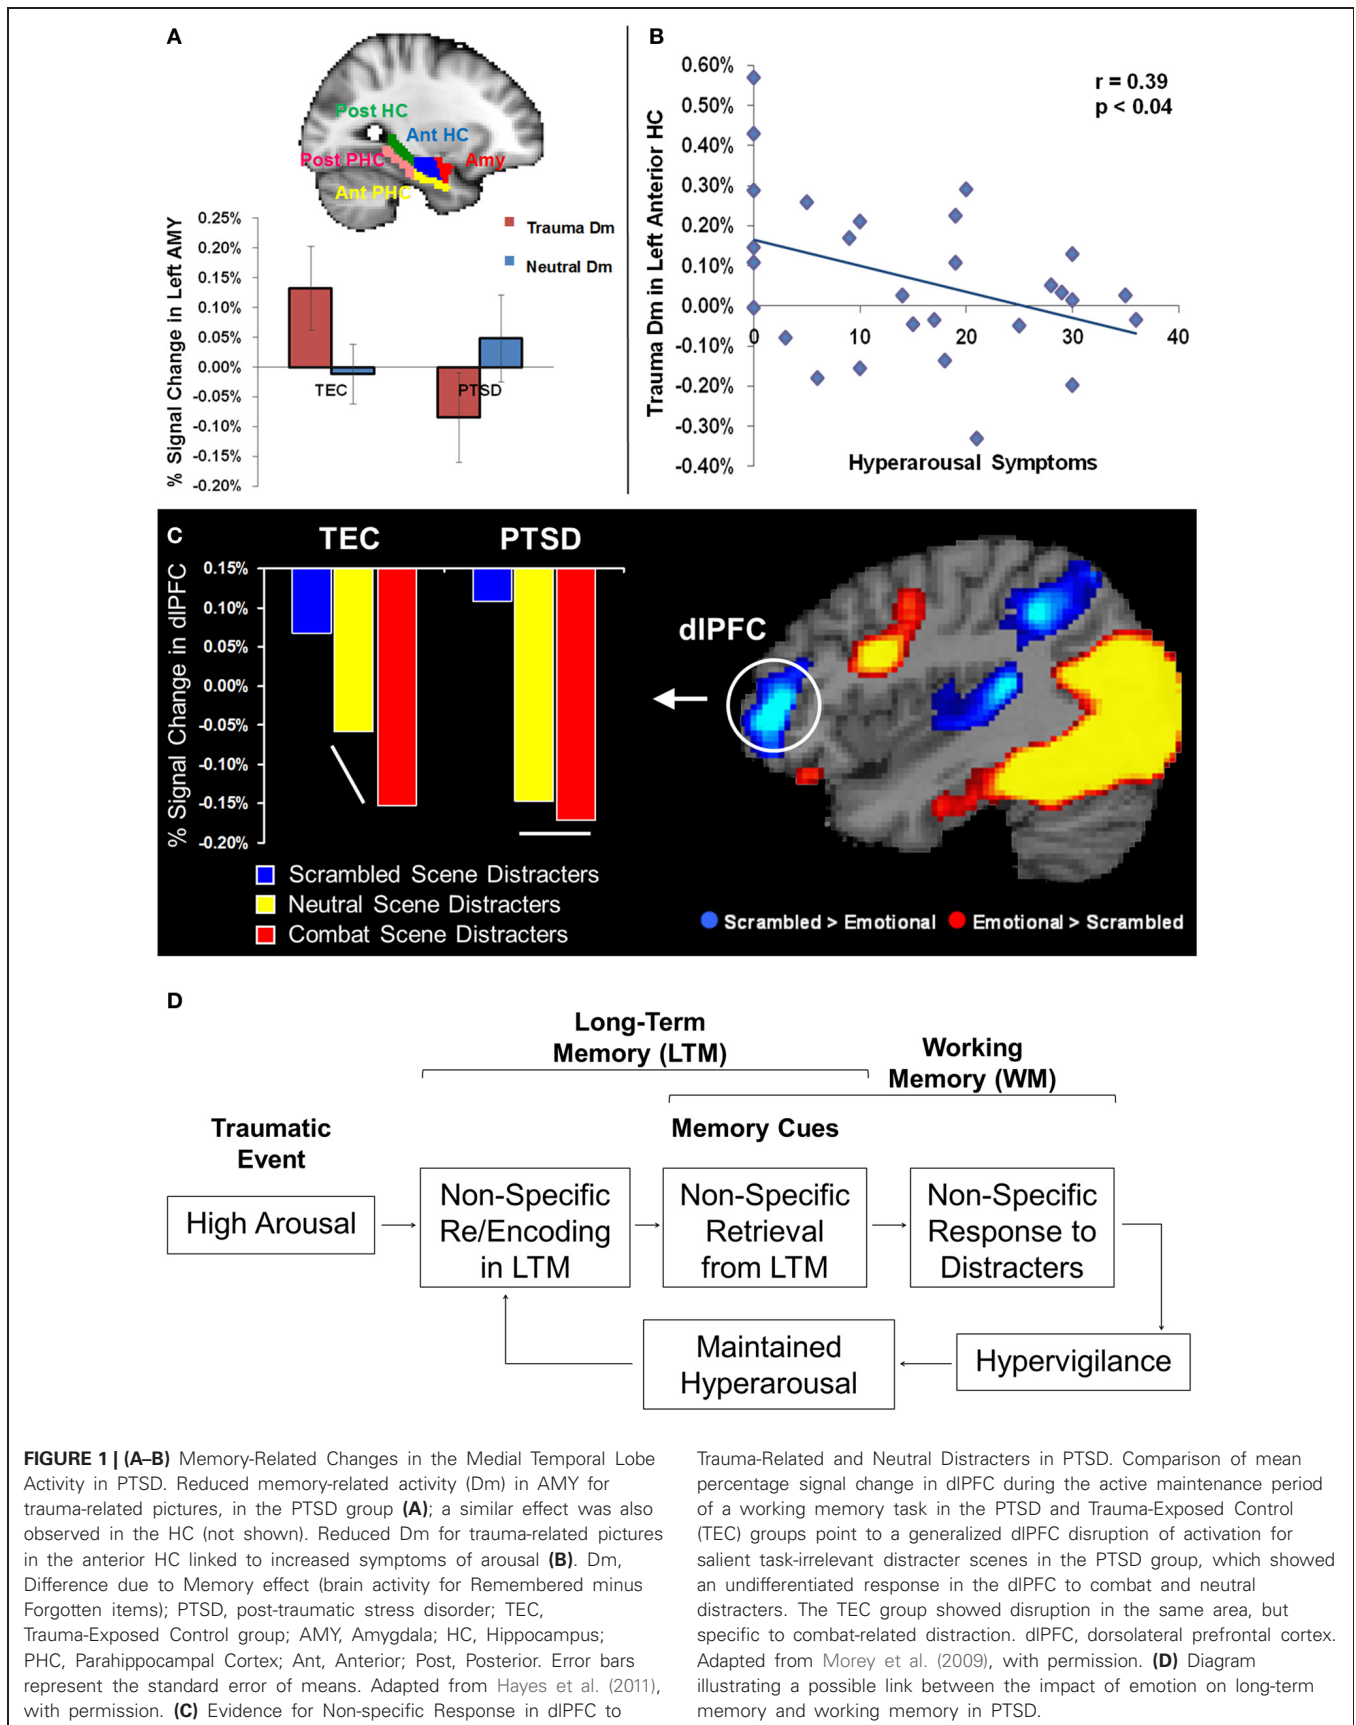 A
Post HC
Ant HC
Post PHC
Amy
Ant PHC
% Signal Change in Left AMY
0.25%
0.20%
0.15%
0.10%
0.05%
0.00%
-0.05%
-0.10%
-0.15%
-0.20%
Trauma Dm
Neutral Dm
TEC
PTSD
B
Trauma Dm in Left Anterior HC
0.60%
0.50%
0.40%
0.30%
0.20%
0.10%
0.00%
-0.10%
-0.20%
-0.30%
-0.40%
r = 0.39
p < 0.04
0 10 20 30 40
Hyperarousal Symptoms
C
TEC PTSD
% Signal Change in dlPFC
0.15%
0.10%
0.05%
0.00%
-0.05%
-0.10%
-0.15%
-0.20%
dlPFC
Scrambled Scene Distracters
Neutral Scene Distracters
Combat Scene Distracters
Scrambled > Emotional
Emotional > Scrambled
D
Long-Term
Memory (LTM)
Working
Memory (WM)
Traumatic
Event
Memory Cues
High Arousal
Non-Specific
Re/Encoding
in LTM
Non-Specific
Retrieval
from LTM
Non-Specific
Response to
Distracters
Maintained
Hyperarousal
Hypervigilance
FIGURE 1 | (A–B) Memory-Related Changes in the Medial Temporal Lobe
Activity in PTSD. Reduced memory-related activity (Dm) in AMY for
trauma-related pictures, in the PTSD group (A); a similar effect was also
observed in the HC (not shown). Reduced Dm for trauma-related pictures
in the anterior HC linked to increased symptoms of arousal (B). Dm,
Difference due to Memory effect (brain activity for Remembered minus
Forgotten items); PTSD, post-traumatic stress disorder; TEC,
Trauma-Exposed Control group; AMY, Amygdala; HC, Hippocampus;
PHC, Parahippocampal Cortex; Ant, Anterior; Post, Posterior. Error bars
represent the standard error of means. Adapted from Hayes et al. (2011),
with permission. (C) Evidence for Non-specific Response in dlPFC to
Trauma-Related and Neutral Distracters in PTSD. Comparison of mean
percentage signal change in dlPFC during the active maintenance period
of a working memory task in the PTSD and Trauma-Exposed Control
(TEC) groups point to a generalized dlPFC disruption of activation for
salient task-irrelevant distracter scenes in the PTSD group, which showed
an undifferentiated response in the dlPFC to combat and neutral
distracters. The TEC group showed disruption in the same area, but
specific to combat-related distraction. dlPFC, dorsolateral prefrontal cortex.
Adapted from Morey et al. (2009), with permission. (D) Diagram
illustrating a possible link between the impact of emotion on long-term
memory and working memory in PTSD.